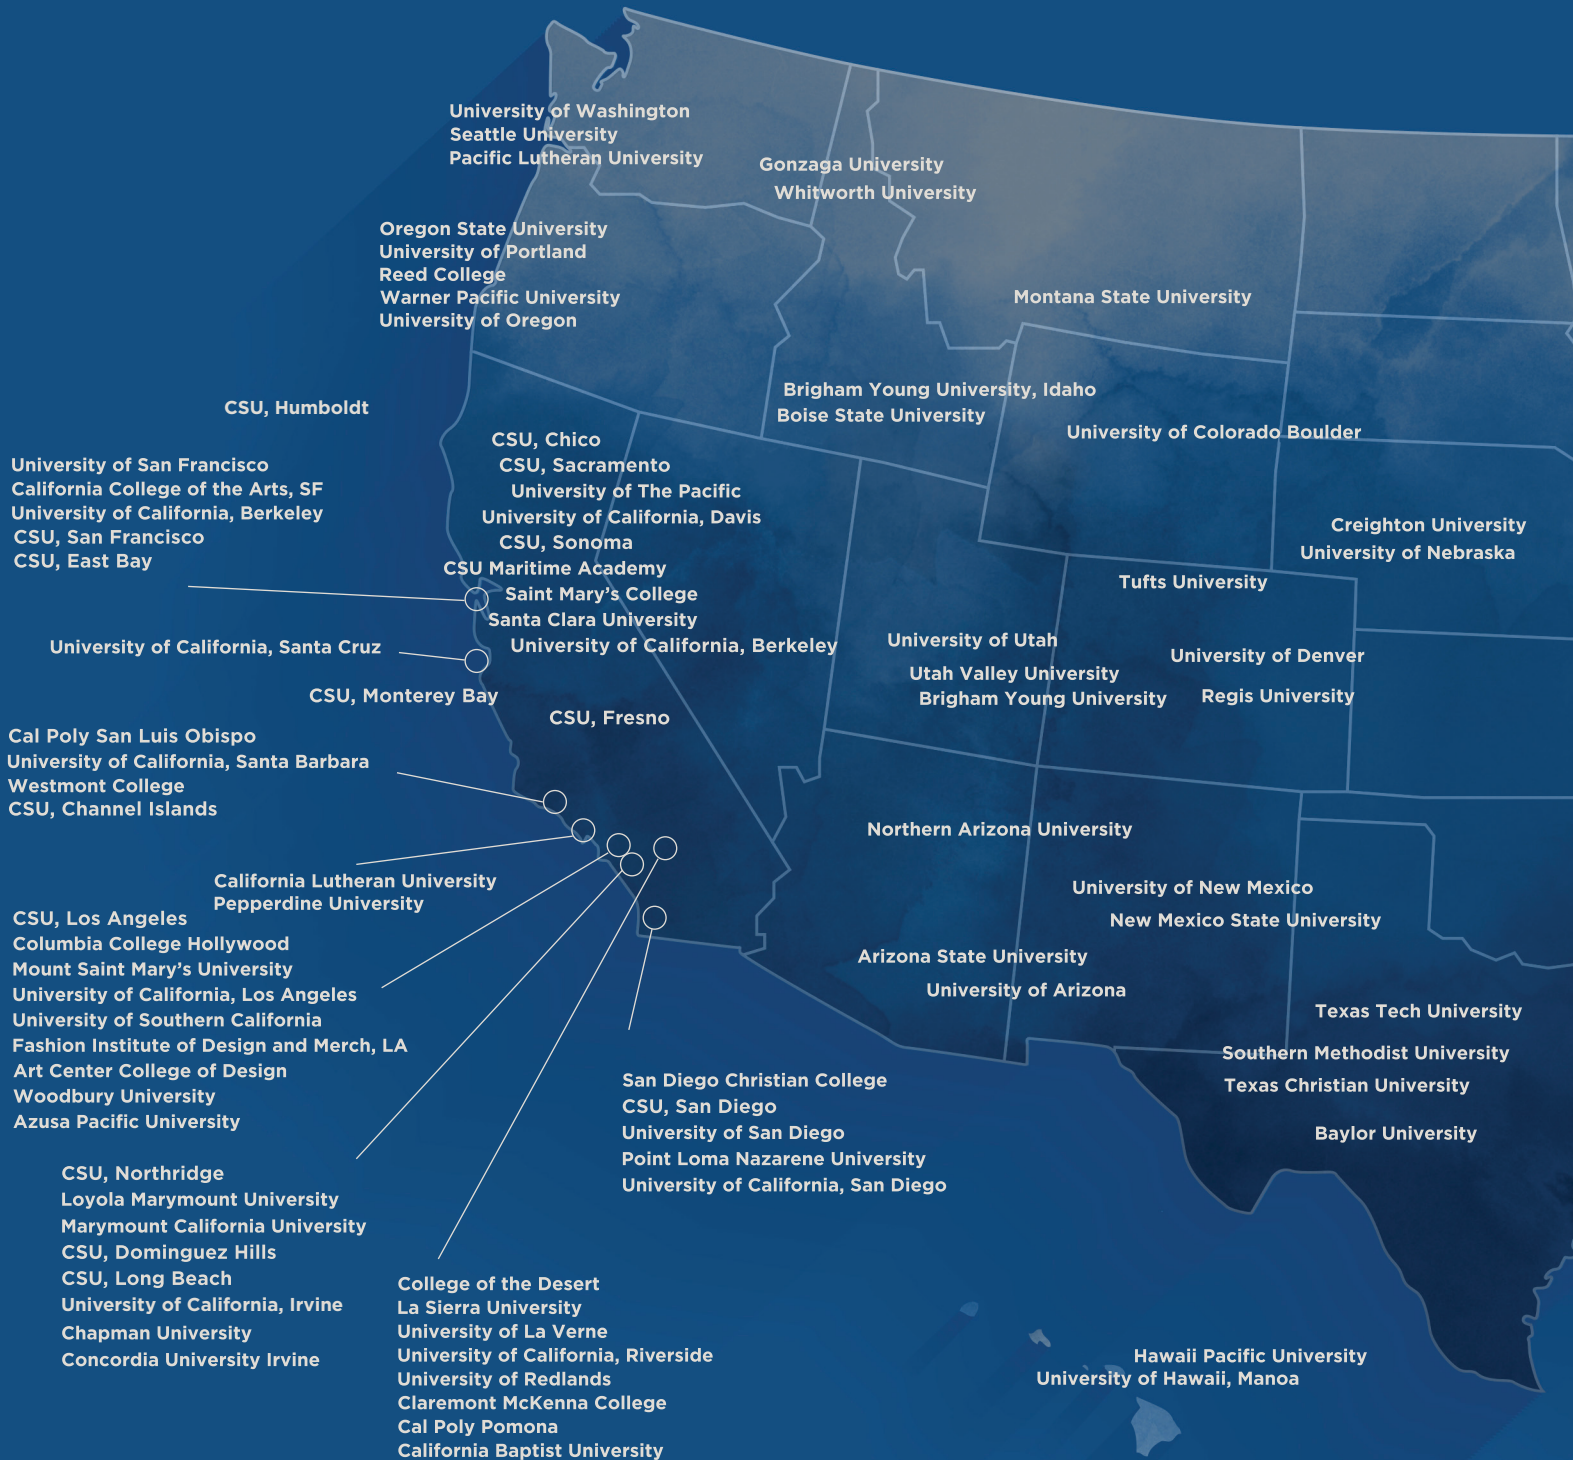 University of Washington
Seattle University
Pacific Lutheran University
Gonzaga University
Whitworth University
Oregon State University
University of Portland
Reed College
Warner Pacific University
University of Oregon
Montana State University
Brigham Young University, Idaho
Boise State University
University of Colorado Boulder
CSU, Humboldt
CSU, Chico
CSU, Sacramento
University of The Pacific
University of California, Davis
CSU, Sonoma
CSU Maritime Academy
Saint Mary's College
Santa Clara University
University of California, Berkeley
University of San Francisco
California College of the Arts, SF
University of California, Berkeley
CSU, San Francisco
CSU, East Bay
Creighton University
University of Nebraska
Tufts University
University of California, Santa Cruz
University of Utah
Utah Valley University
Brigham Young University
University of Denver
Regis University
CSU, Monterey Bay
CSU, Fresno
Cal Poly San Luis Obispo
University of California, Santa Barbara
Westmont College
CSU, Channel Islands
Northern Arizona University
California Lutheran University
Pepperdine University
University of New Mexico
New Mexico State University
CSU, Los Angeles
Columbia College Hollywood
Mount Saint Mary's University
University of California, Los Angeles
University of Southern California
Fashion Institute of Design and Merch, LA
Art Center College of Design
Woodbury University
Azusa Pacific University
Arizona State University
University of Arizona
Texas Tech University
Southern Methodist University
Texas Christian University
Baylor University
San Diego Christian College
CSU, San Diego
University of San Diego
Point Loma Nazarene University
University of California, San Diego
CSU, Northridge
Loyola Marymount University
Marymount California University
CSU, Dominguez Hills
CSU, Long Beach
University of California, Irvine
Chapman University
Concordia University Irvine
College of the Desert
La Sierra University
University of La Verne
University of California, Riverside
University of Redlands
Claremont McKenna College
Cal Poly Pomona
California Baptist University
Hawaii Pacific University
University of Hawaii, Manoa